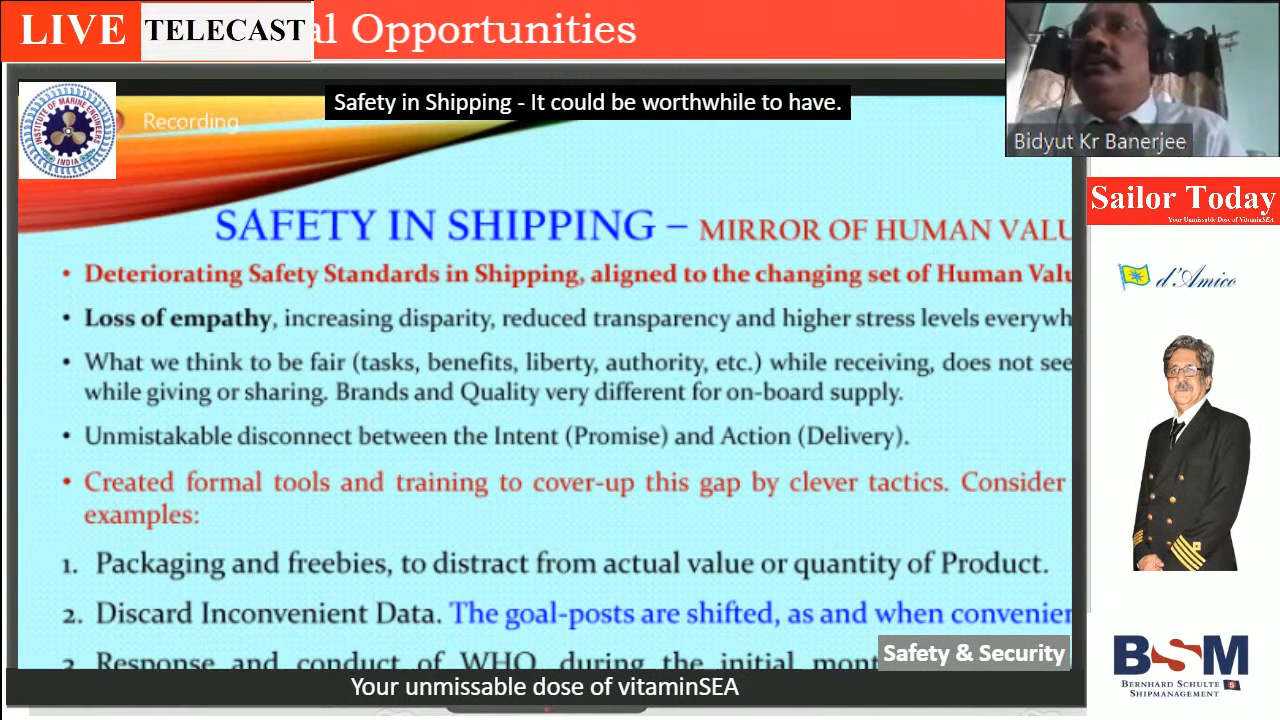 LIVE TELECAST al Opportunities
Safety in Shipping - It could be worthwhile to have.
Bidyut Kr Banerjee
INSTITUTE OF MARINE ENGINEERS
INDIA
Recording
SAFETY IN SHIPPING – MIRROR OF HUMAN VALU
• Deteriorating Safety Standards in Shipping, aligned to the changing set of Human Valu
• Loss of empathy, increasing disparity, reduced transparency and higher stress levels everywh
• What we think to be fair (tasks, benefits, liberty, authority, etc.) while receiving, does not see
while giving or sharing. Brands and Quality very different for on-board supply.
• Unmistakable disconnect between the Intent (Promise) and Action (Delivery).
• Created formal tools and training to cover-up this gap by clever tactics. Consider
examples:
1. Packaging and freebies, to distract from actual value or quantity of Product.
2. Discard Inconvenient Data. The goal-posts are shifted, as and when convenien
3. Response and conduct of WHO, during the initial mont
Safety & Security
Your unmissable dose of vitaminSEA
Sailor Today
Your Unmissable Dose of VitaminSEA
d'Amico
BSM
BERNHARD SCHULTE
SHIPMANAGEMENT